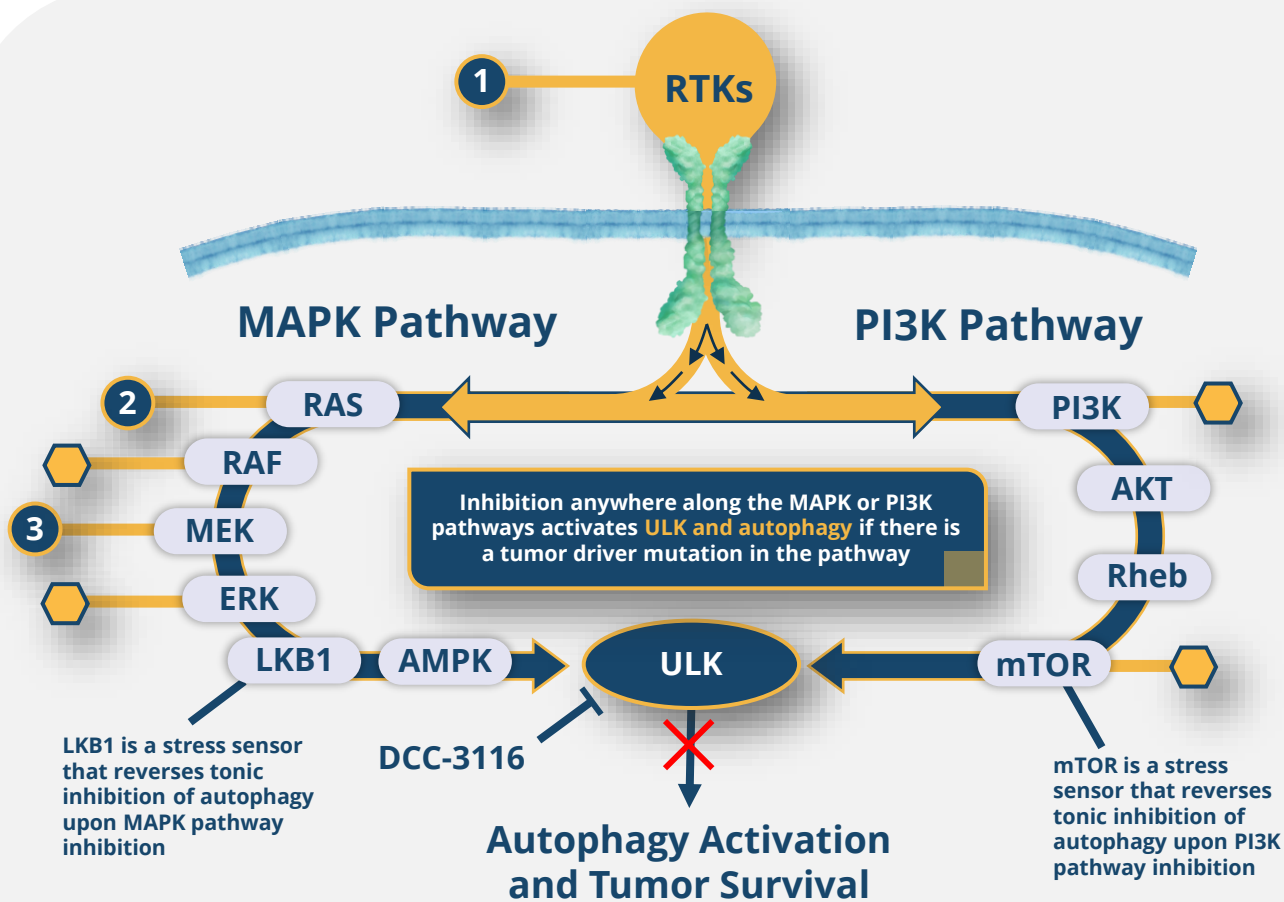 1
RTKs
MAPK Pathway
PI3K Pathway
2
RAS
PI3K
RAF
AKT
Inhibition anywhere along the MAPK or PI3K
pathways activates ULK and autophagy if there is
a tumor driver mutation in the pathway
3
MEK
Rheb
ERK
LKB1
AMPK
ULK
mTOR
DCC-3116
LKB1 is a stress sensor
that reverses tonic
inhibition of autophagy
upon MAPK pathway
inhibition
mTOR is a stress
sensor that reverses
tonic inhibition of
autophagy upon PI3K
pathway inhibition
Autophagy Activation
and Tumor Survival